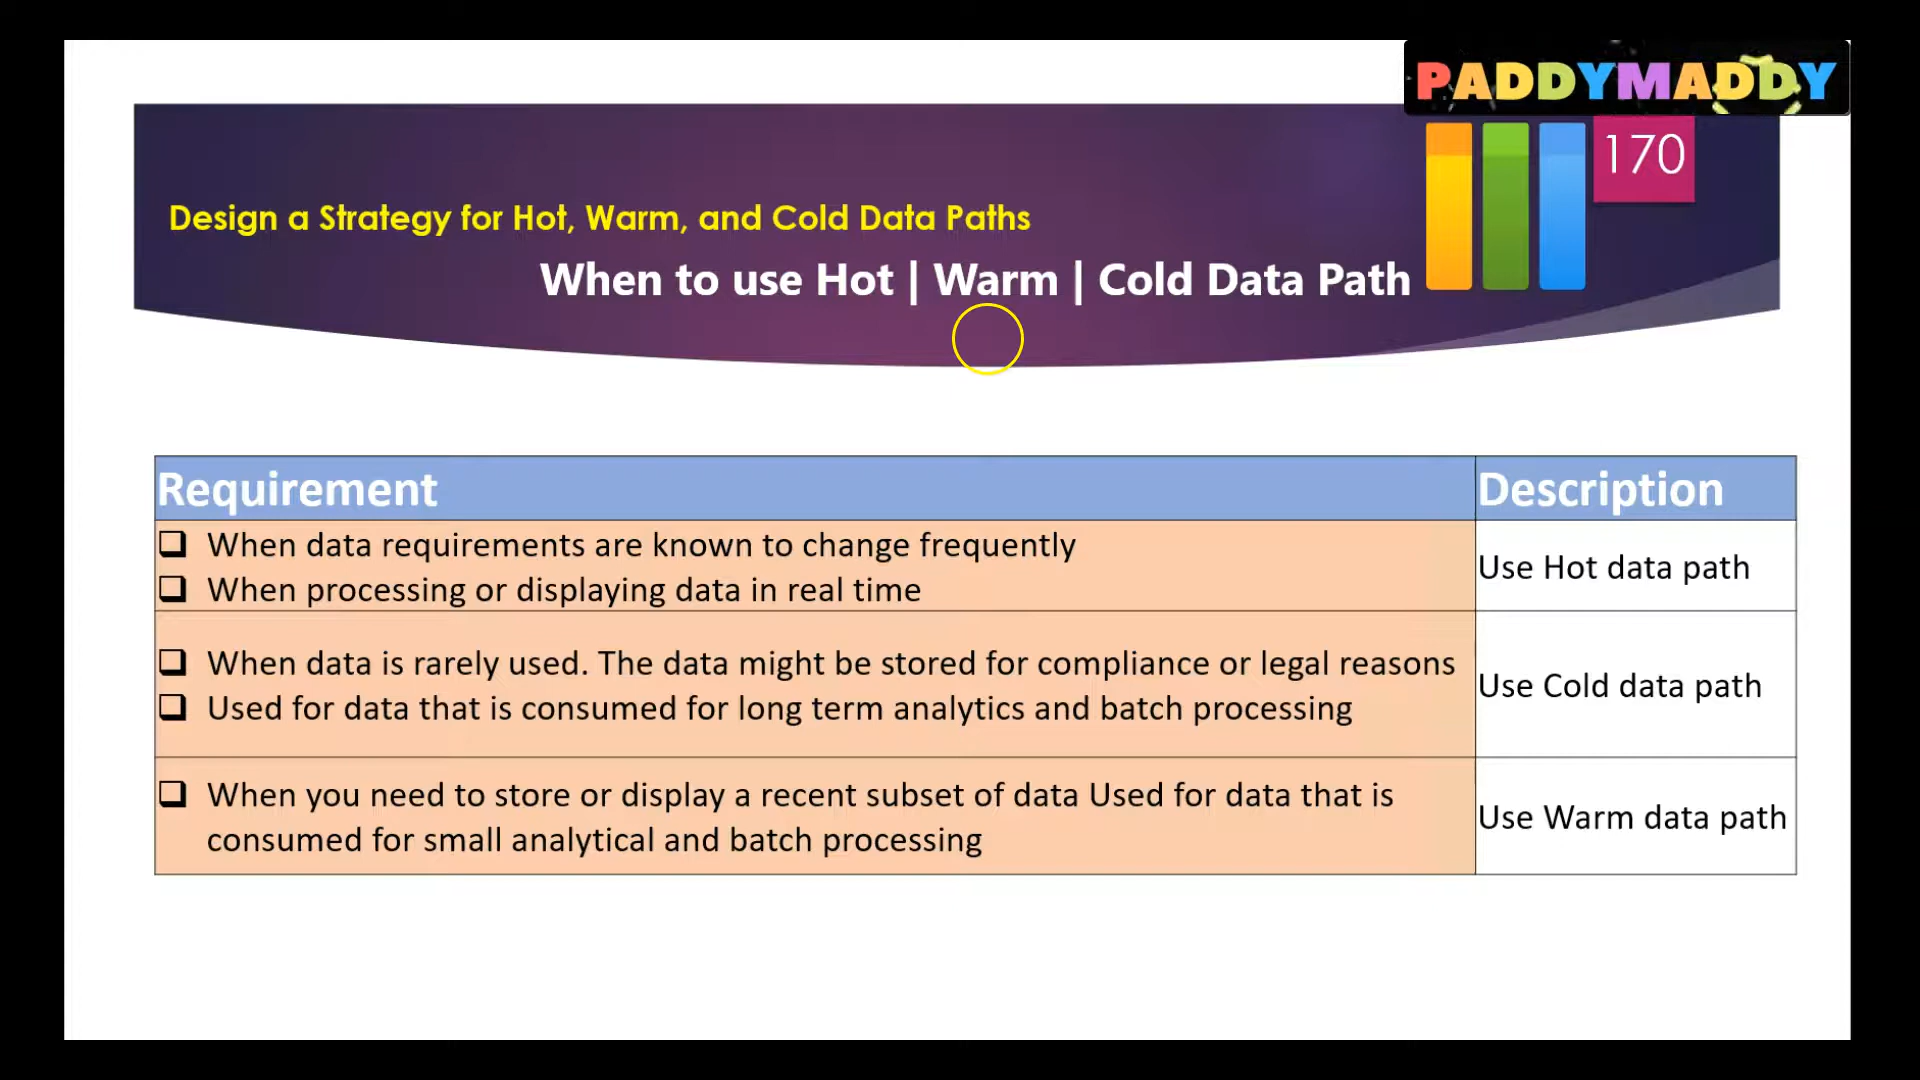 PADDYMADDY
170
Design a Strategy for Hot, Warm, and Cold Data Paths
When to use Hot | Warm | Cold Data Path
Requirement
Description
When data requirements are known to change frequently
When processing or displaying data in real time
Use Hot data path
When data is rarely used. The data might be stored for compliance or legal reasons
Used for data that is consumed for long term analytics and batch processing
Use Cold data path
When you need to store or display a recent subset of data Used for data that is
consumed for small analytical and batch processing
Use Warm data path